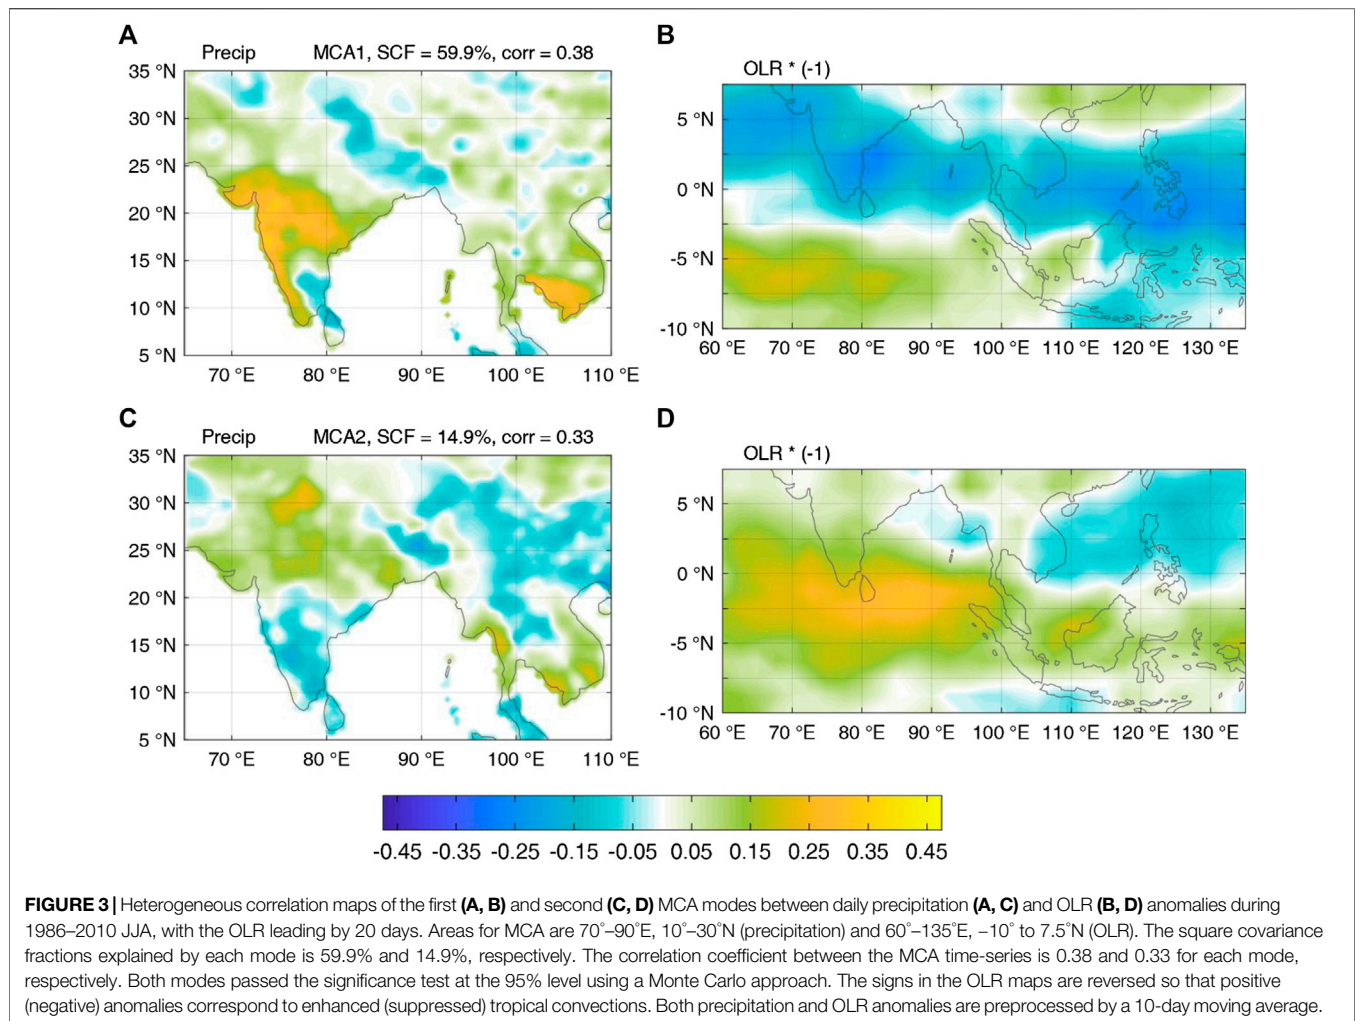 A
Precip MCA1, SCF = 59.9%, corr = 0.38
35 °N
30 °N
25 °N
20 °N
15 °N
10 °N
5 °N
70 °E 80 °E 90 °E 100 °E 110 °E
B
OLR * (-1)
5 °N
0 °N
-5 °N
-10 °N
60 °E 70 °E 80 °E 90 °E 100 °E 110 °E 120 °E 130 °E
C
Precip MCA2, SCF = 14.9%, corr = 0.33
35 °N
30 °N
25 °N
20 °N
15 °N
10 °N
5 °N
70 °E 80 °E 90 °E 100 °E 110 °E
D
OLR * (-1)
5 °N
0 °N
-5 °N
-10 °N
60 °E 70 °E 80 °E 90 °E 100 °E 110 °E 120 °E 130 °E
-0.45 -0.35 -0.25 -0.15 -0.05 0.05 0.15 0.25 0.35 0.45
FIGURE 3 | Heterogeneous correlation maps of the first (A, B) and second (C, D) MCA modes between daily precipitation (A, C) and OLR (B, D) anomalies during
1986–2010 JJA, with the OLR leading by 20 days. Areas for MCA are 70°–90°E, 10°–30°N (precipitation) and 60°–135°E, −10° to 7.5°N (OLR). The square covariance
fractions explained by each mode is 59.9% and 14.9%, respectively. The correlation coefficient between the MCA time-series is 0.38 and 0.33 for each mode,
respectively. Both modes passed the significance test at the 95% level using a Monte Carlo approach. The signs in the OLR maps are reversed so that positive
(negative) anomalies correspond to enhanced (suppressed) tropical convections. Both precipitation and OLR anomalies are preprocessed by a 10-day moving average.